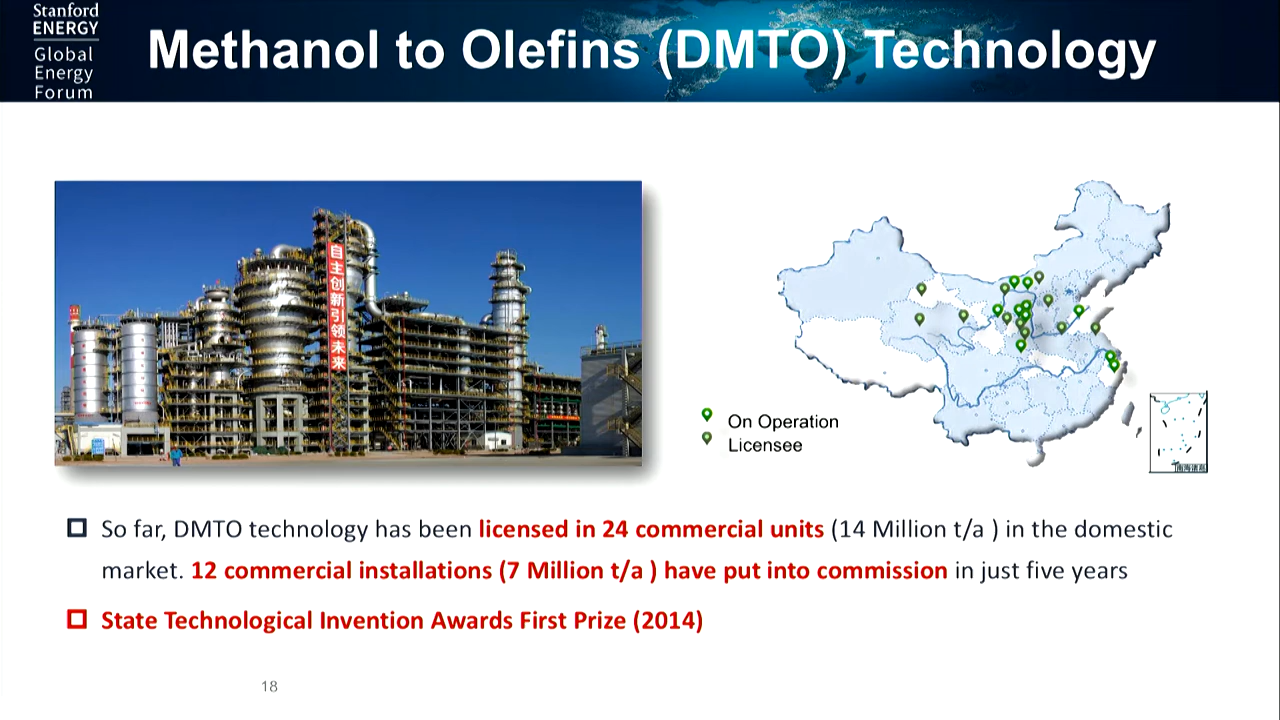 Stanford
ENERGY
Global
Energy
Forum
Methanol to Olefins (DMTO) Technology
自主创新引领未来
On Operation
Licensee
So far, DMTO technology has been licensed in 24 commercial units (14 Million t/a ) in the domestic
market. 12 commercial installations (7 Million t/a ) have put into commission in just five years
State Technological Invention Awards First Prize (2014)
18